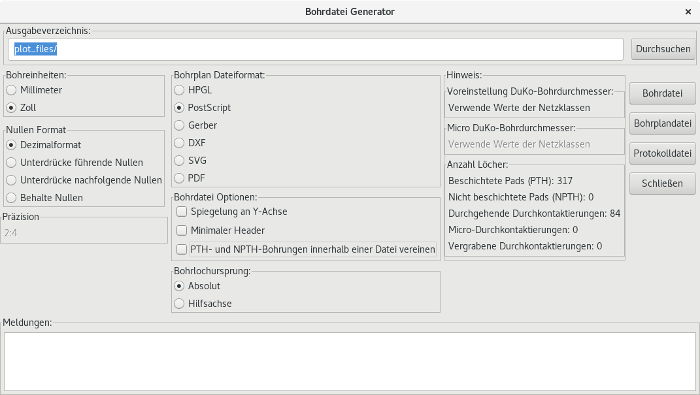 Bohrdatei Generator
Ausgabeverzeichnis:
plot_files/
Durchsuchen
Bohreinheiten:
Millimeter
Zoll
Nullen Format
Dezimalformat
Unterdrücke führende Nullen
Unterdrücke nachfolgende Nullen
Behalte Nullen
Präzision
2:4
Bohrplan Dateiformat:
HPGL
PostScript
Gerber
DXF
SVG
PDF
Bohrdatei Optionen:
Spiegelung an Y-Achse
Minimaler Header
PTH- und NPTH-Bohrungen innerhalb einer Datei vereinen
Bohrlochursprung:
Absolut
Hilfsachse
Hinweis:
Voreinstellung DuKo-Bohrdurchmesser:
Verwende Werte der Netzklassen
Micro DuKo-Bohrdurchmesser:
Verwende Werte der Netzklassen
Anzahl Löcher:
Beschichtete Pads (PTH): 317
Nicht beschichtete Pads (NPTH): 0
Durchgehende Durchkontaktierungen: 84
Micro-Durchkontaktierungen: 0
Vergrabene Durchkontaktierungen: 0
Bohrdatei
Bohrplandatei
Protokolldatei
Schließen
Meldungen: